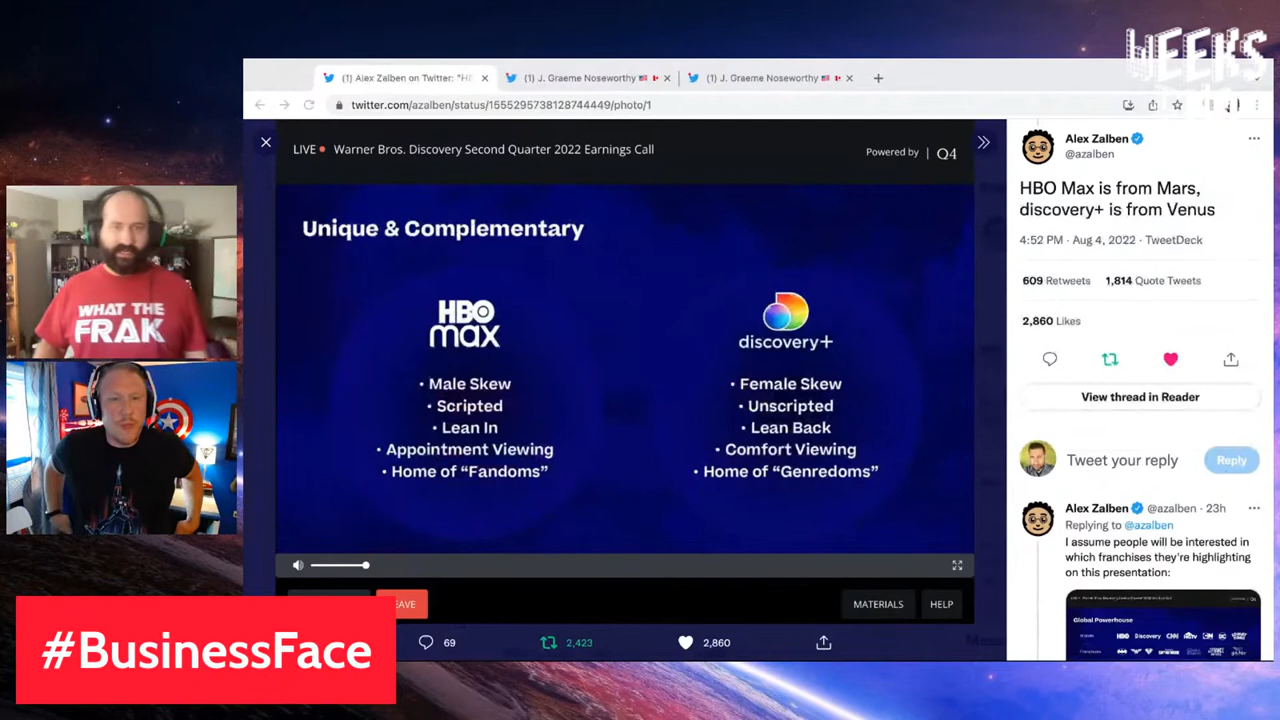 WEEKS
(1) Alex Zalben on Twitter: "HB
(1) J. Graeme Noseworthy
(1) J. Graeme Noseworthy
twitter.com/azalben/status/1555295738128744449/photo/1
LIVE Warner Bros. Discovery Second Quarter 2022 Earnings Call
Powered by | Q4
Unique & Complementary
HBO
max
• Male Skew
• Scripted
• Lean In
• Appointment Viewing
• Home of "Fandoms"
discovery+
• Female Skew
• Unscripted
• Lean Back
• Comfort Viewing
• Home of "Genredoms"
EAVE
MATERIALS
HELP
69
2,423
2,860
Alex Zalben
@azalben
HBO Max is from Mars,
discovery+ is from Venus
4:52 PM · Aug 4, 2022 · TweetDeck
609 Retweets 1,814 Quote Tweets
2,860 Likes
View thread in Reader
Tweet your reply
Reply
Alex Zalben @azalben · 23h
Replying to @azalben
I assume people will be interested in
which franchises they're highlighting
on this presentation:
Global Powerhouse
HBO Discovery CNN
WHAT THE
FRAK
#BusinessFace